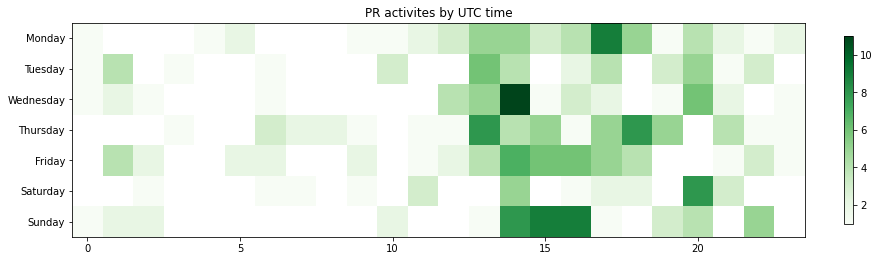 PR activites by UTC time
Monday
Tuesday
Wednesday
Thursday
Friday
Saturday
Sunday
0 5 10 15 20
10
8
6
4
2